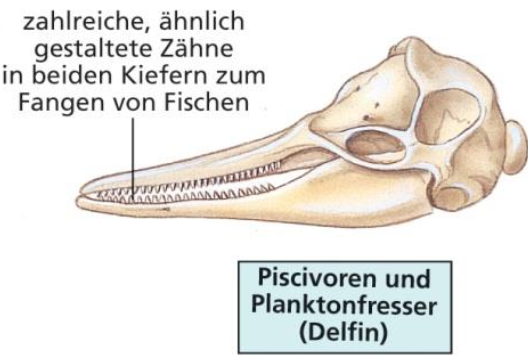 zahlreiche, ähnlich
gestaltete Zähne
in beiden Kiefern zum
Fangen von Fischen
Piscivoren und
Planktonfresser
(Delfin)